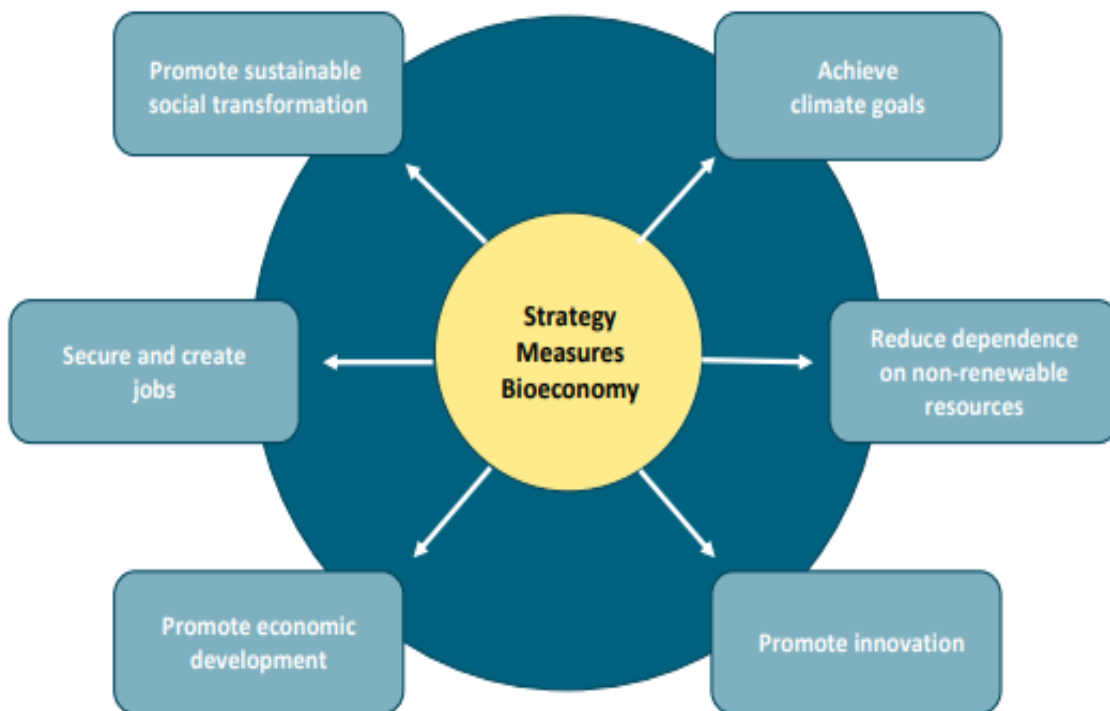 Promote sustainable
social transformation
Achieve
climate goals
Strategy
Measures
Bioeconomy
Secure and create
jobs
Reduce dependence
on non-renewable
resources
Promote economic
development
Promote innovation